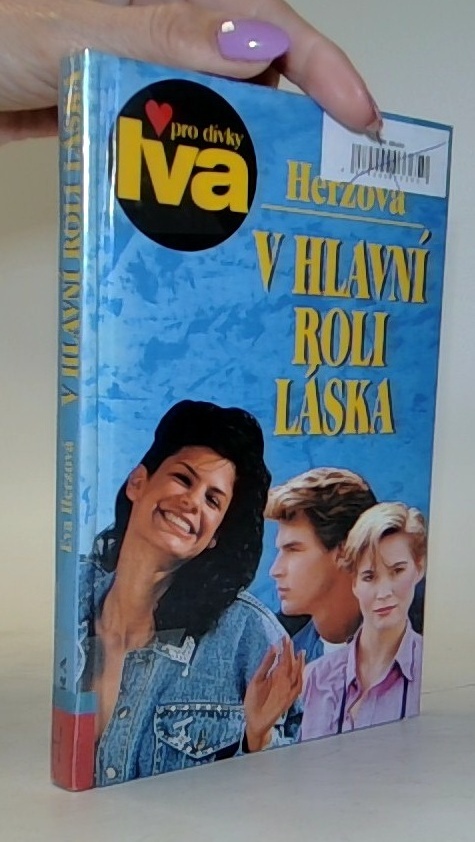 pro dívky
Iva
Herzová
V HLAVNÍ
ROLI
LÁSKA
Iva Herzová V HLAVNÍ ROLI LÁSKA